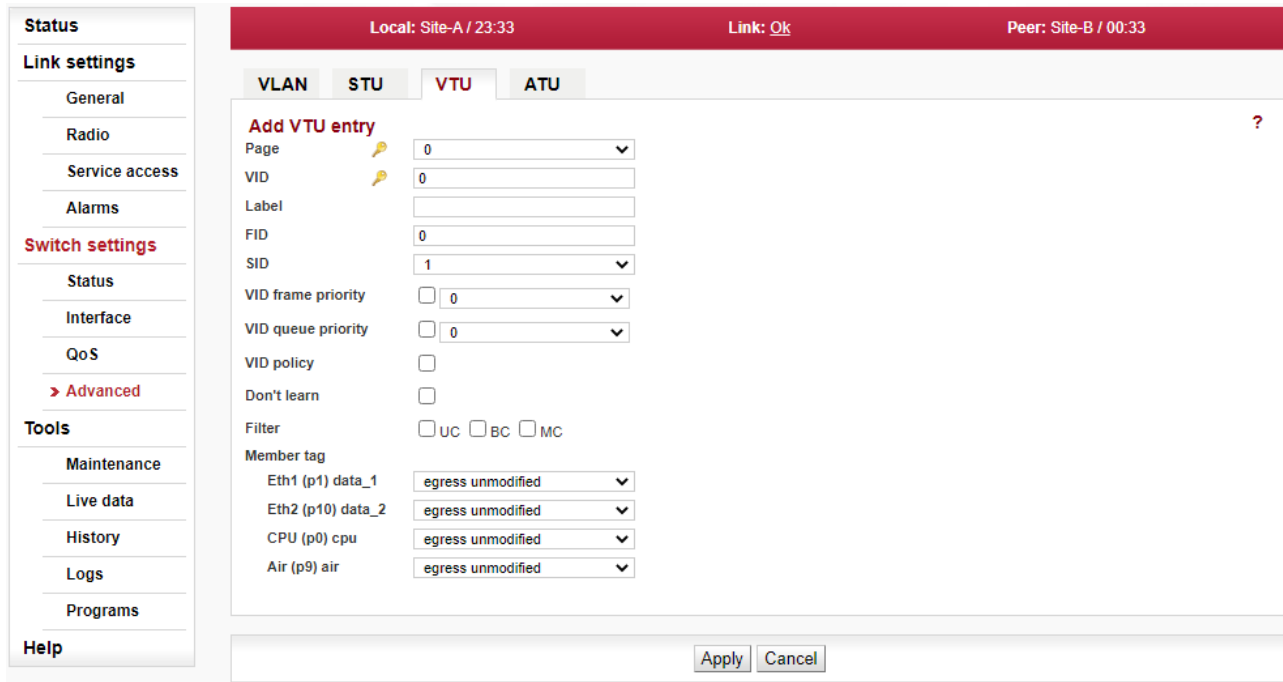 Status
Link settings
General
Radio
Service access
Alarms
Switch settings
Status
Interface
QoS
Advanced
Tools
Maintenance
Live data
History
Logs
Programs
Help
Local: Site-A / 23:33 Link: Ok Peer: Site-B / 00:33
VLAN STU VTU ATU
Add VTU entry ?
Page 0
VID 0
Label
FID 0
SID 1
VID frame priority 0
VID queue priority 0
VID policy
Don't learn
Filter UC BC MC
Member tag
Eth1 (p1) data_1 egress unmodified
Eth2 (p10) data_2 egress unmodified
CPU (p0) cpu egress unmodified
Air (p9) air egress unmodified
Apply Cancel